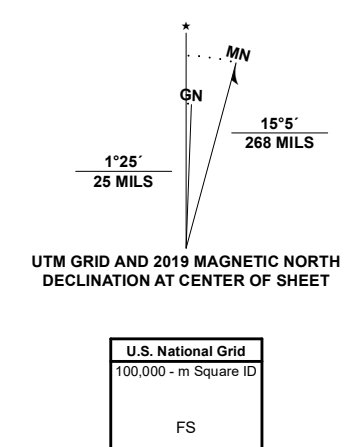 ★
MN
GN
15°5´
268 MILS
1°25´
25 MILS
UTM GRID AND 2019 MAGNETIC NORTH
DECLINATION AT CENTER OF SHEET
U.S. National Grid
100,000 - m Square ID
FS